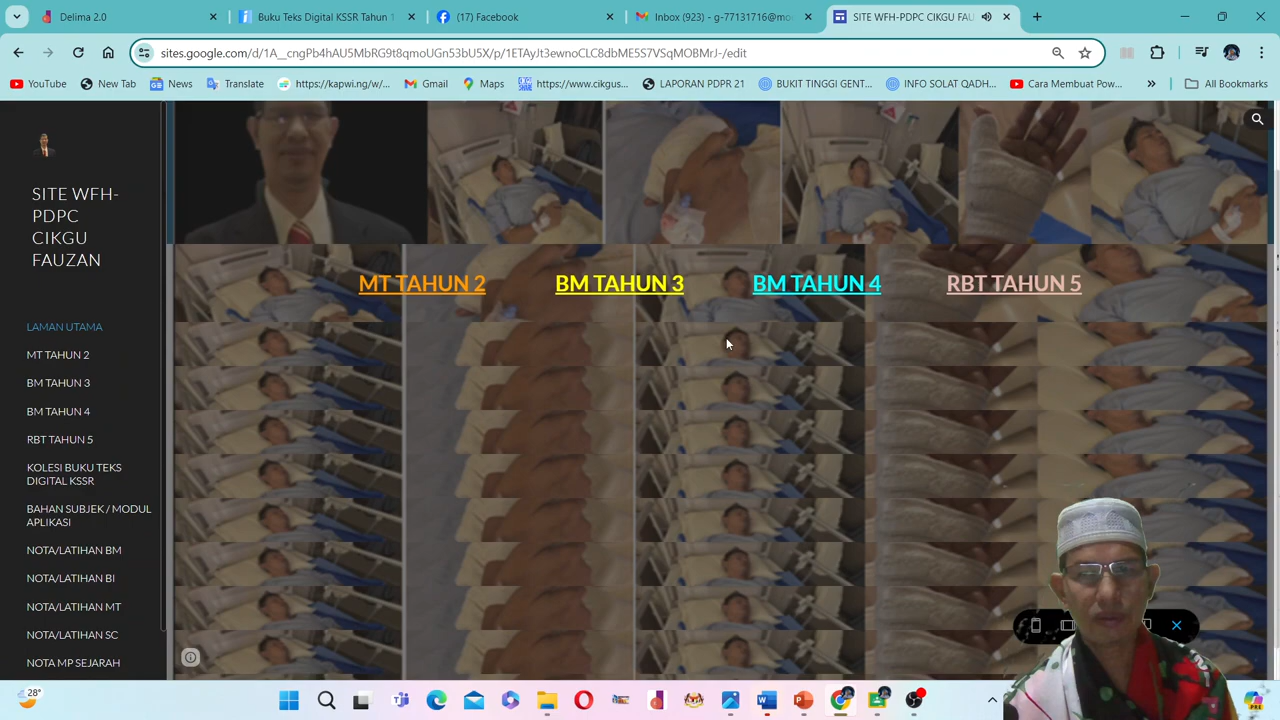 Delima 2.0
Buku Teks Digital KSSR Tahun 1
(17) Facebook
Inbox (923) - g-77131716@mo
SITE WFH-PDPC CIKGU FAU
sites.google.com/d/1A__cngPb4hAU5MbRG9t8qmoUGn53bU5X/p/1ETAyJt3ewnoCLC8dbME5S7VSqMOBMrJ-/edit
YouTube
New Tab
News
Translate
https://kapwi.ng/w/...
Gmail
Maps
https://www.cikgus...
LAPORAN PDPR 21
BUKIT TINGGI GENT...
INFO SOLAT QADH...
Cara Membuat Pow...
All Bookmarks
SITE WFH-
PDPC
CIKGU
FAUZAN
LAMAN UTAMA
MT TAHUN 2
BM TAHUN 3
BM TAHUN 4
RBT TAHUN 5
KOLESI BUKU TEKS
DIGITAL KSSR
BAHAN SUBJEK / MODUL
APLIKASI
NOTA/LATIHAN BM
NOTA/LATIHAN BI
NOTA/LATIHAN MT
NOTA/LATIHAN SC
NOTA MP SEJARAH
MT TAHUN 2
BM TAHUN 3
BM TAHUN 4
RBT TAHUN 5
28°